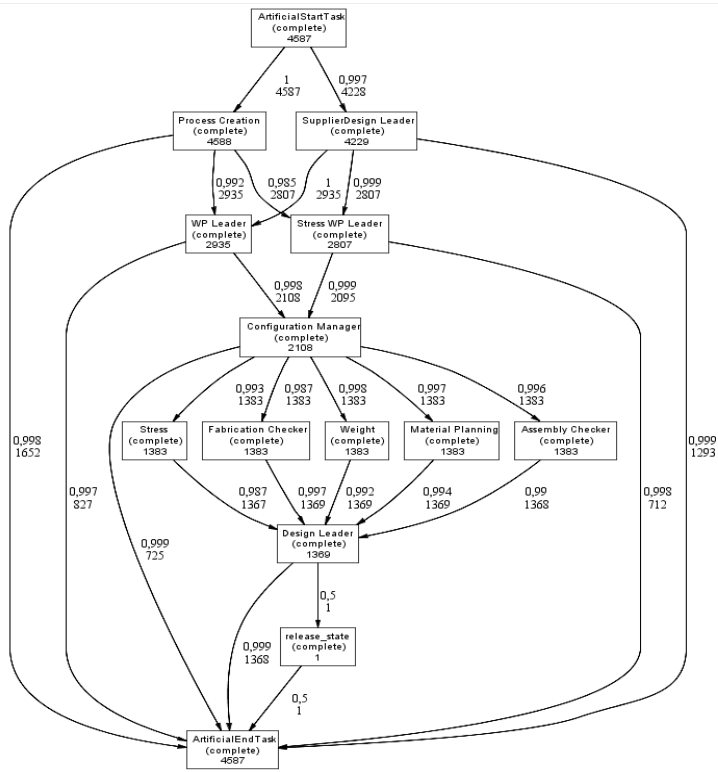 ArtificialStartTask
(complete)
4587
1
4587
0,997
4228
Process Creation
(complete)
4588
SupplierDesign Leader
(complete)
4229
0,992
2935
0,985
2807
1
2935
0,999
2807
WP Leader
(complete)
2935
Stress WP Leader
(complete)
2807
0,998
2108
0,999
2095
Configuration Manager
(complete)
2108
0,993
1383
0,987
1383
0,998
1383
0,997
1383
0,996
1383
Stress
(complete)
1383
Fabrication Checker
(complete)
1383
Weight
(complete)
1383
Material Planning
(complete)
1383
Assembly Checker
(complete)
1383
0,998
1652
0,999
1293
0,997
827
0,987
1367
0,997
1369
0,992
1369
0,994
1369
0,99
1368
0,998
712
Design Leader
(complete)
1369
0,999
725
0,5
1
release_state
(complete)
1
0,999
1368
0,5
1
ArtificialEndTask
(complete)
4587